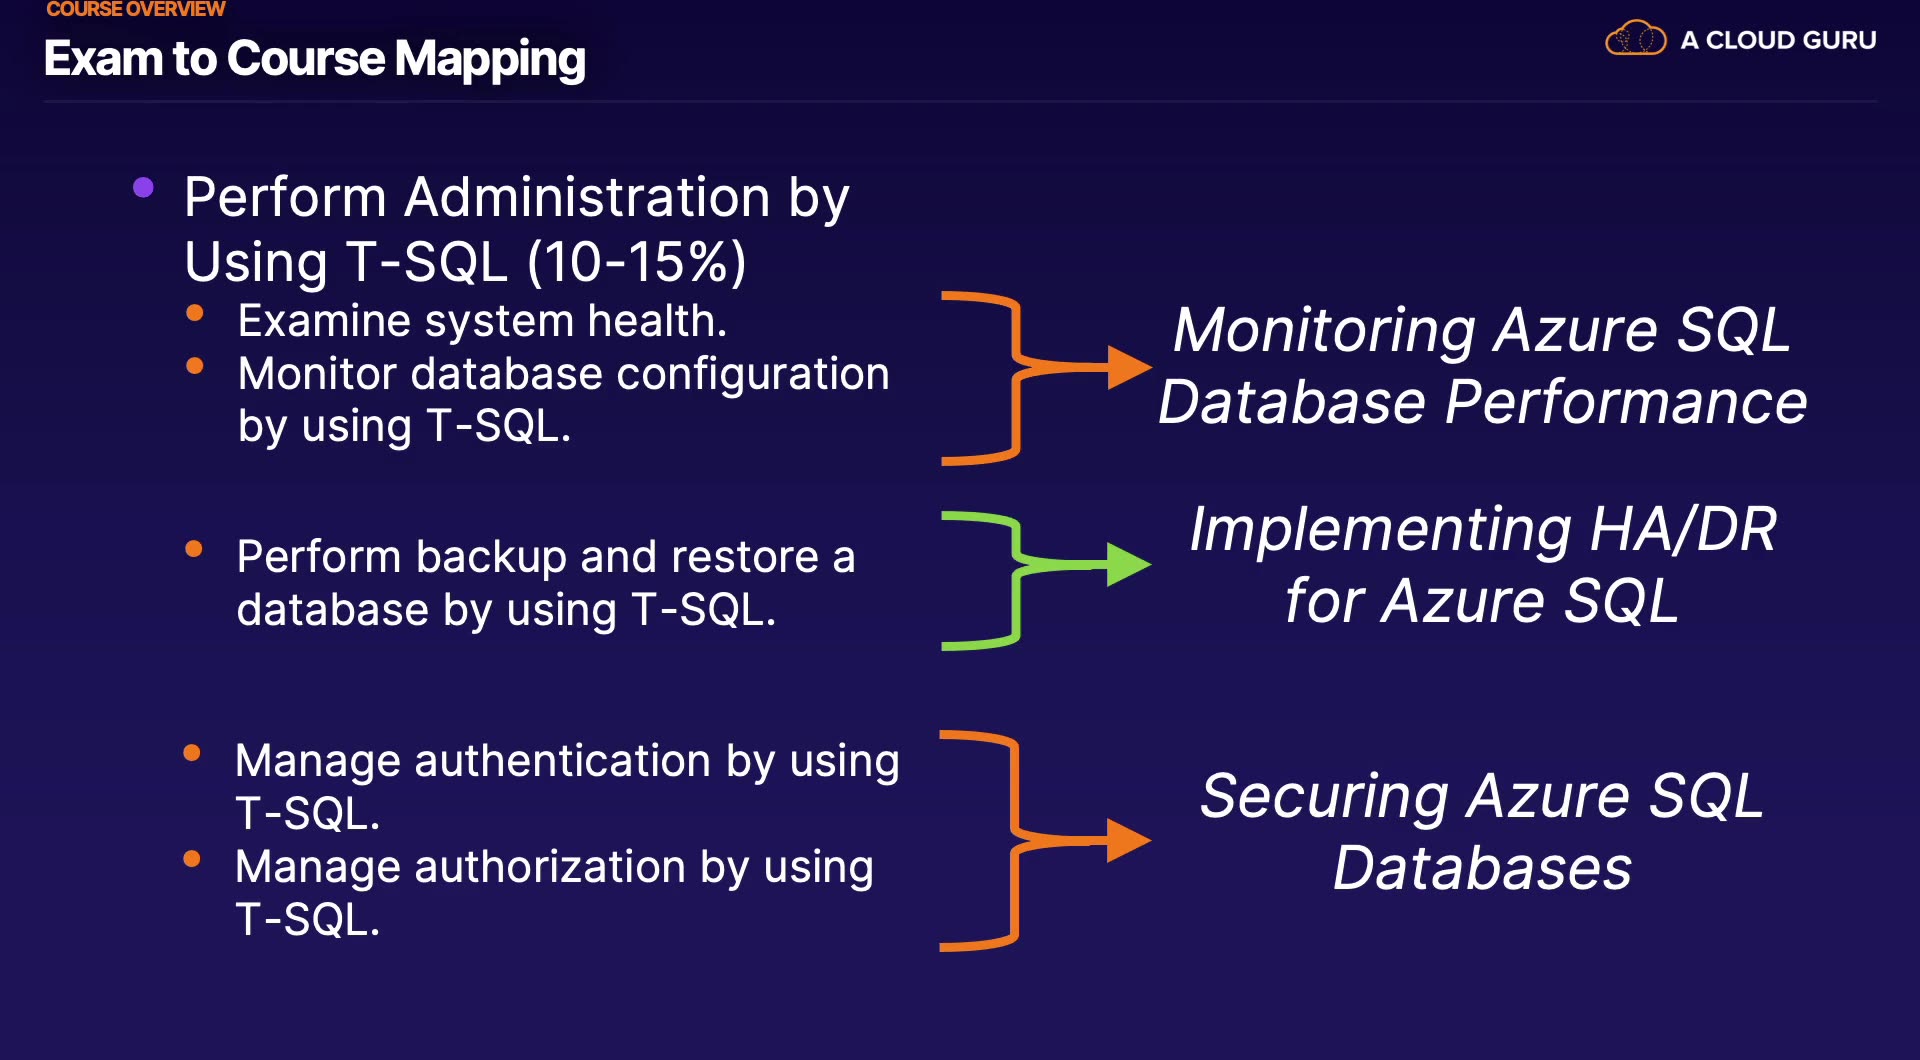 COURSE OVERVIEW
Exam to Course Mapping
A CLOUD GURU
Perform Administration by
Using T-SQL (10-15%)
Examine system health.
Monitor database configuration
by using T-SQL.
Monitoring Azure SQL
Database Performance
Perform backup and restore a
database by using T-SQL.
Implementing HA/DR
for Azure SQL
Manage authentication by using
T-SQL.
Manage authorization by using
T-SQL.
Securing Azure SQL
Databases